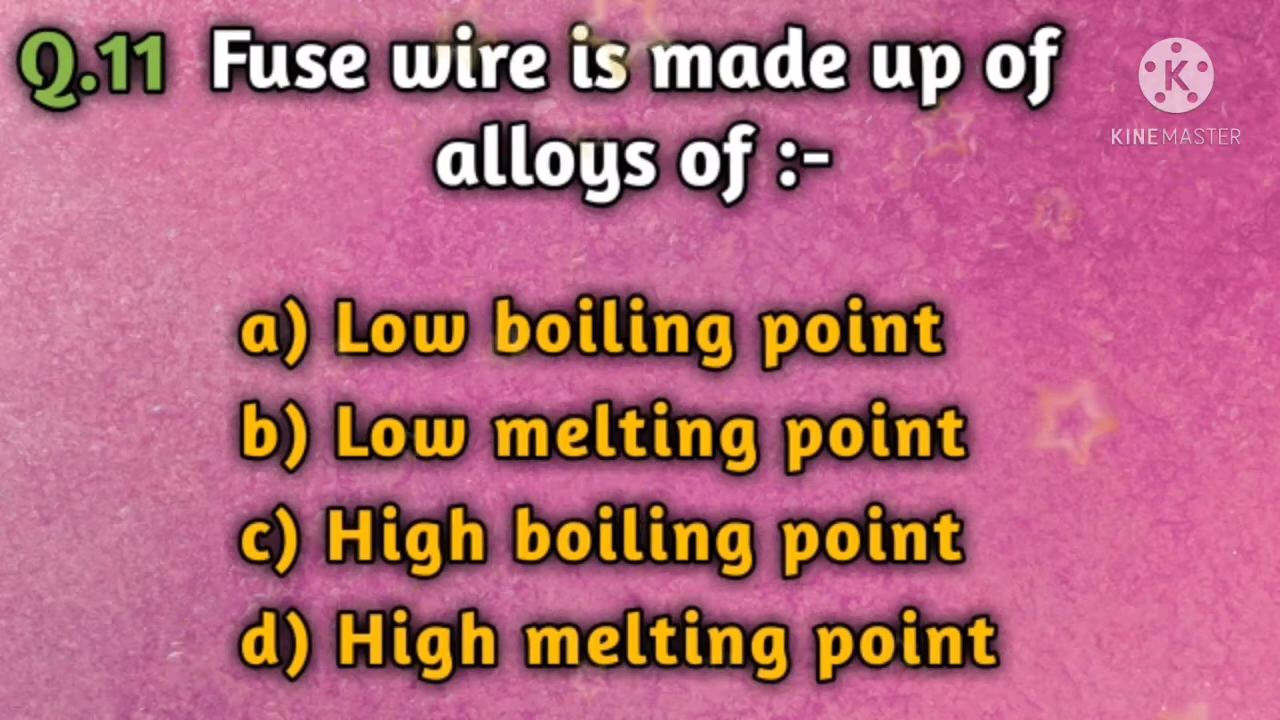 Q.11 Fuse wire is made up of
alloys of :-
K
KINEMASTER
a) Low boiling point
b) Low melting point
c) High boiling point
d) High melting point